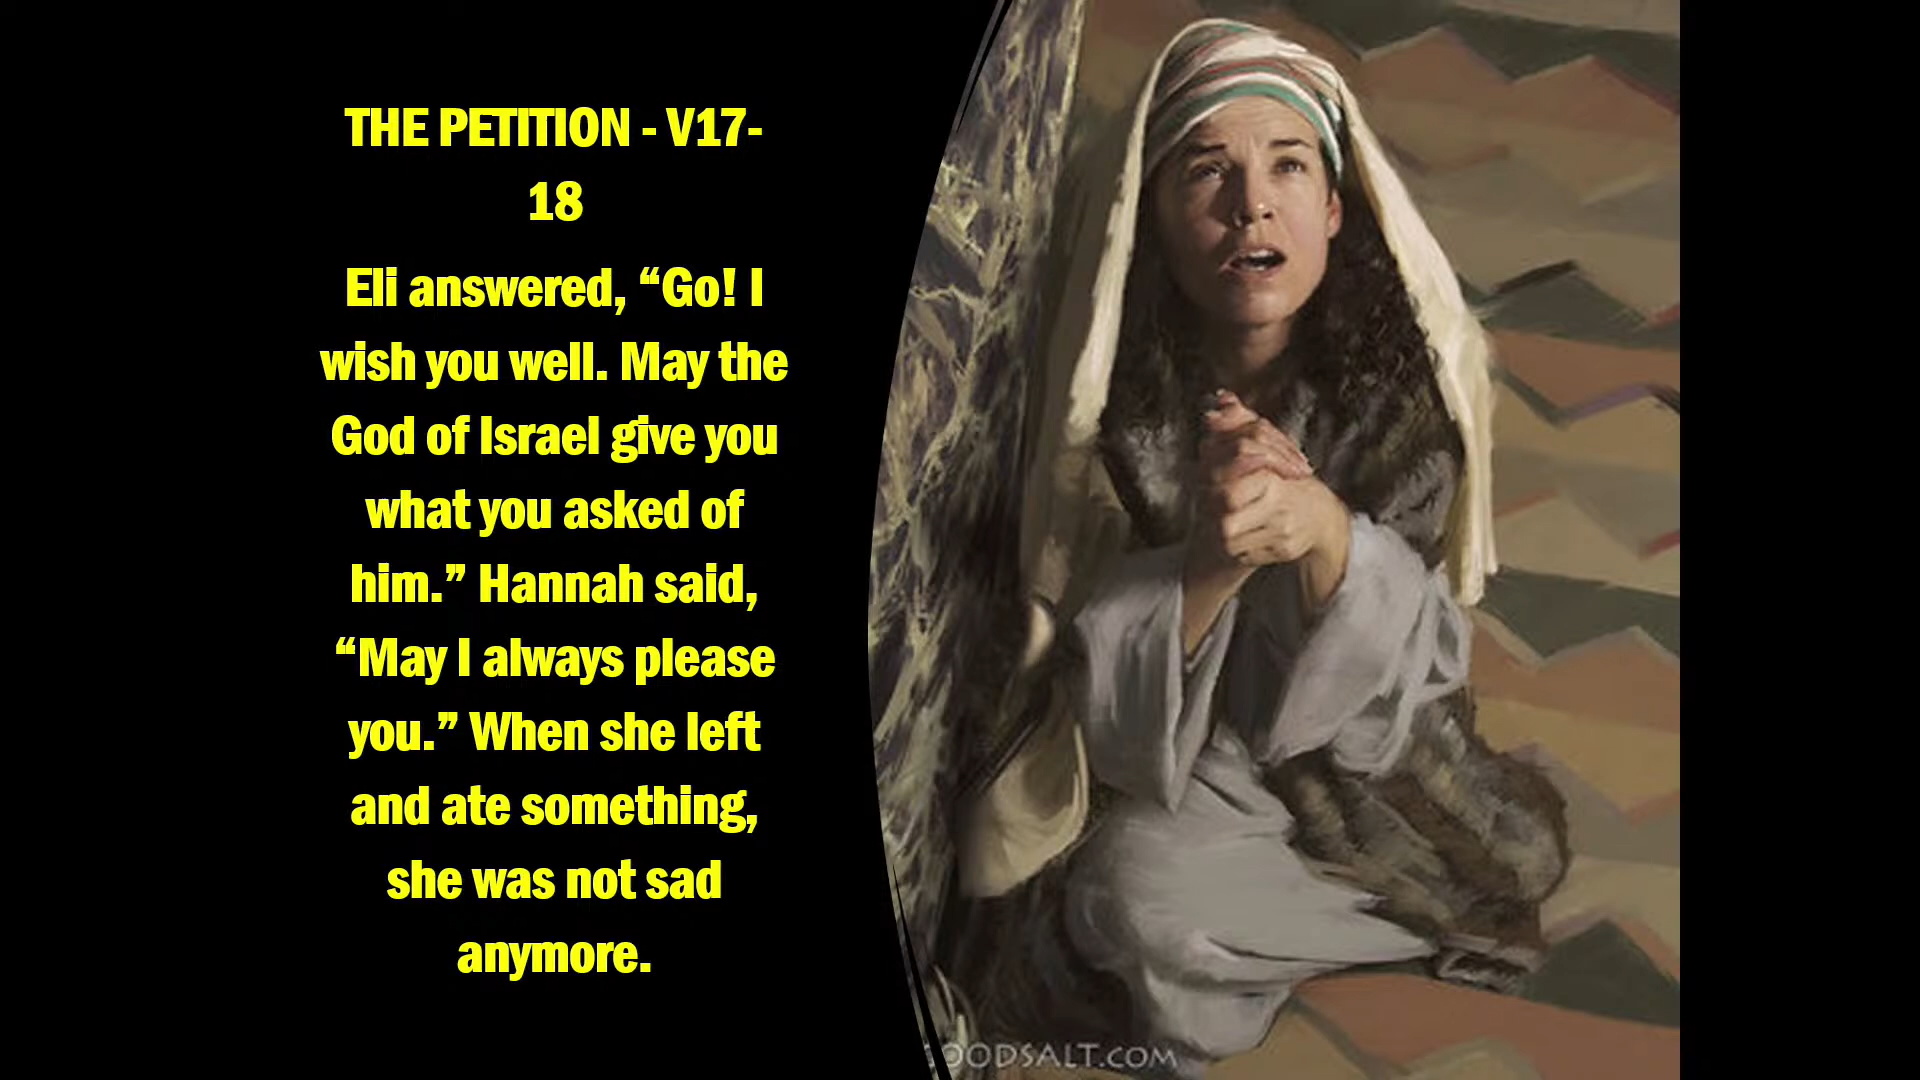 THE PETITION - V17-
18
Eli answered, “Go! I
wish you well. May the
God of Israel give you
what you asked of
him.” Hannah said,
“May I always please
you.” When she left
and ate something,
she was not sad
anymore.
GOODSALT.COM